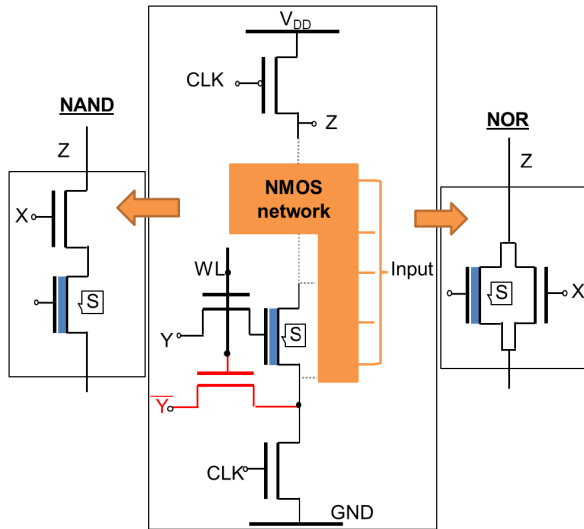 V_DD
CLK
NAND
Z
NOR
Z
Z
NMOS
network
X
S
WL
Input
S
X
Y
S
Y̅
CLK
GND